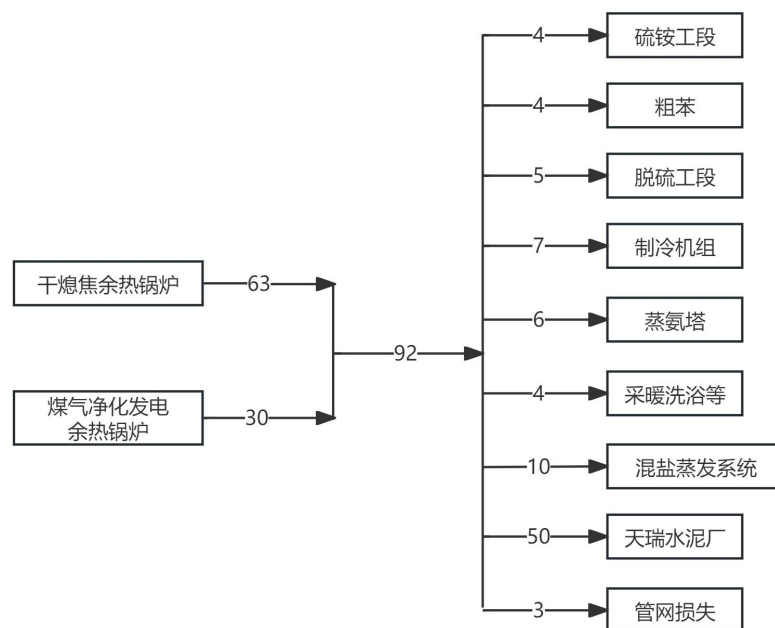 4
硫铵工段
4
粗苯
5
脱硫工段
7
制冷机组
干熄焦余热锅炉
63
6
蒸氨塔
92
煤气净化发电
余热锅炉
30
4
采暖洗浴等
10
混盐蒸发系统
50
天瑞水泥厂
3
管网损失